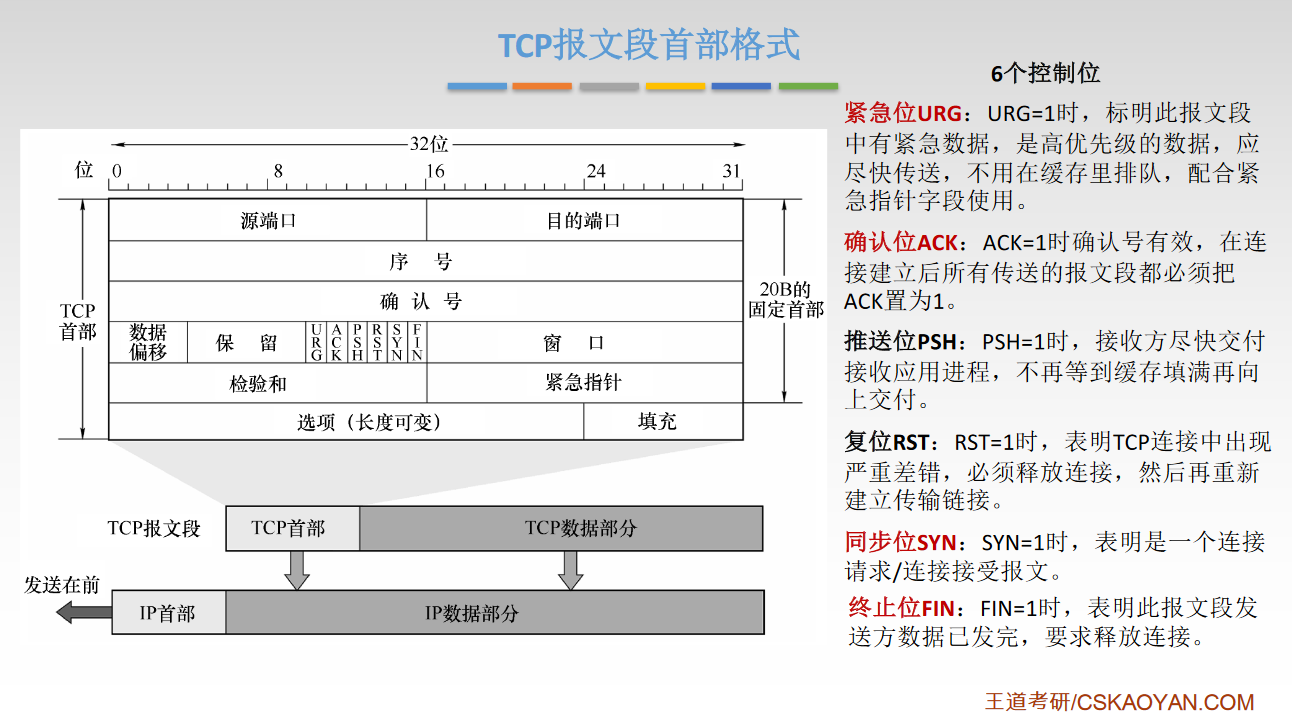 TCP报文段首部格式
6个控制位
紧急位URG：URG=1时，标明此报文段
中有紧急数据，是高优先级的数据，应
尽快传送，不用在缓存里排队，配合紧
急指针字段使用。
确认位ACK：ACK=1时确认号有效，在连
接建立后所有传送的报文段都必须把
ACK置为1。
推送位PSH：PSH=1时，接收方尽快交付
接收应用进程，不再等到缓存填满再向
上交付。
复位RST：RST=1时，表明TCP连接中出现
严重差错，必须释放连接，然后再重新
建立传输链接。
同步位SYN：SYN=1时，表明是一个连接
请求/连接接受报文。
终止位FIN：FIN=1时，表明此报文段发
送方数据已发完，要求释放连接。
32位
位 0 8 16 24 31
源端口 目的端口
序 号
确 认 号
TCP
首部
20B的
固定首部
数据
偏移
保 留
URG ACK PSH RST SYN FIN
窗 口
检验和 紧急指针
选项（长度可变） 填充
TCP报文段 TCP首部 TCP数据部分
发送在前
IP首部 IP数据部分
王道考研/CSKAOYAN.COM